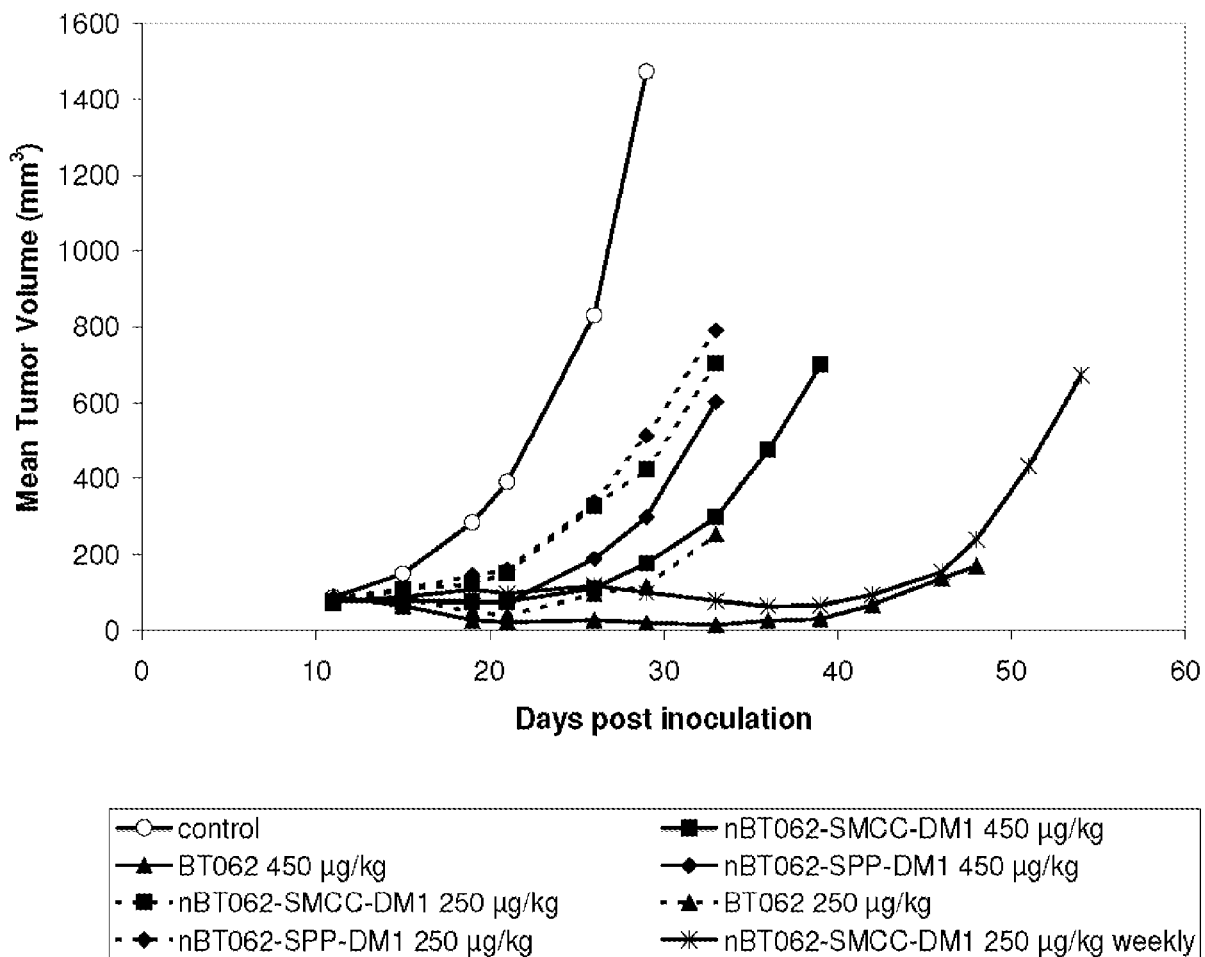 1600
1400
1200
1000
800
600
400
200
0
Mean Tumor Volume (mm³)
0 10 20 30 40 50 60
Days post inoculation
control
nBT062-SMCC-DM1 450 µg/kg
BT062 450 µg/kg
nBT062-SPP-DM1 450 µg/kg
nBT062-SMCC-DM1 250 µg/kg
BT062 250 µg/kg
nBT062-SPP-DM1 250 µg/kg
nBT062-SMCC-DM1 250 µg/kg weekly